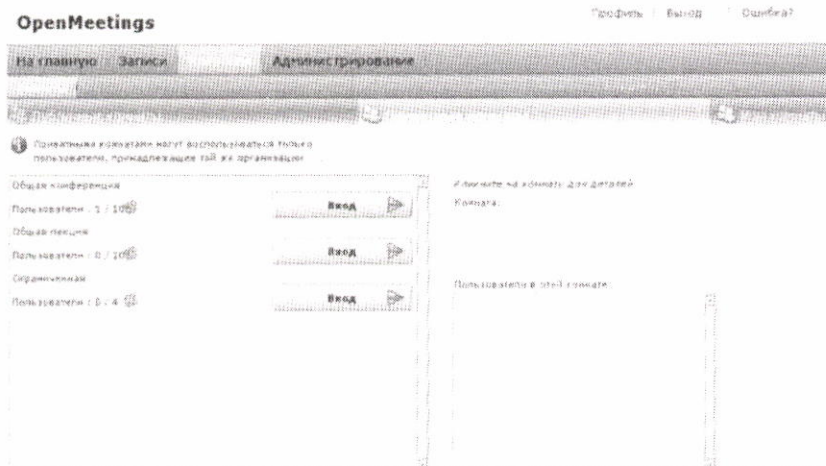 OpenMeetings
Профиль Выход Ошибка?
На главную Записи Администрирование
Приватными комнатами могут воспользоваться только
пользователи, принадлежащие той же организации
Общая конференция
Пользователи : 1 /
Вход
Общая лекция
Пользователи : 0 /
Вход
Ограниченная
Пользователи : 0 / 4
Вход
Кликните на комнату для деталей
Комната:
Пользователи в этой комнате: